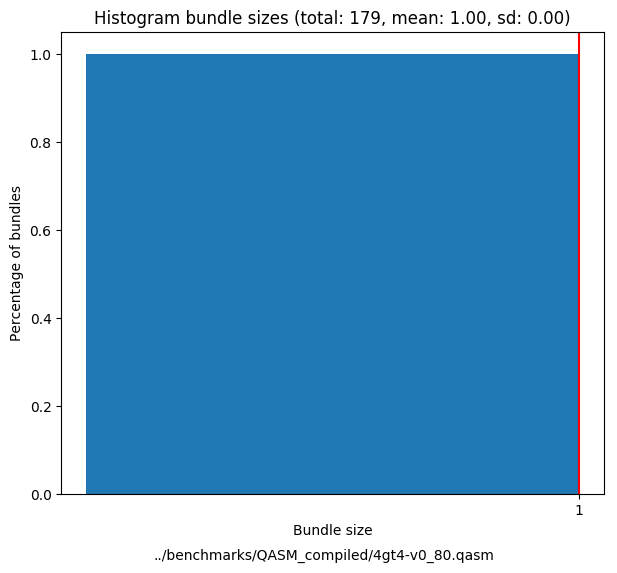 Histogram bundle sizes (total: 179, mean: 1.00, sd: 0.00)
1.0
0.8
0.6
0.4
0.2
0.0
Percentage of bundles
1
Bundle size
../benchmarks/QASM_compiled/4gt4-v0_80.qasm